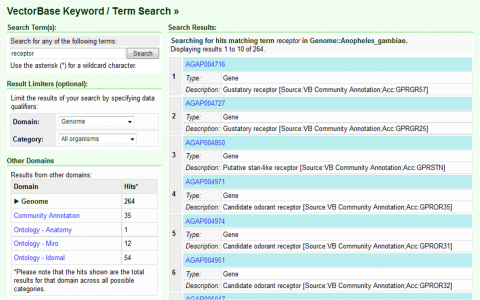 VectorBase Keyword / Term Search »
Search Term(s):
Search for any of the following terms:
receptor Search
Use the asterisk (*) for a wildcard character.
Result Limiters (optional):
Limit the results of your search by specifying data
qualifiers:
Domain: Genome
Category: All organisms
Other Domains
Results from other domains:
Domain Hits*
► Genome 264
Community Annotation 35
Ontology - Anatomy 1
Ontology - Miro 12
Ontology - Idomal 54
*Please note that the hits shown are the total
results for that domain across all possible
categories.
Search Results:
Searching for hits matching term receptor in Genome::Anopheles_gambiae.
Displaying results 1 to 10 of 264.
1 AGAP004716
Type: Gene
Description: Gustatory receptor [Source:VB Community Annotation;Acc:GPRGR57]
2 AGAP004727
Type: Gene
Description: Gustatory receptor [Source:VB Community Annotation;Acc:GPRGR25]
3 AGAP004850
Type: Gene
Description: Putative stan-like receptor [Source:VB Community Annotation;Acc:GPRSTN]
4 AGAP004971
Type: Gene
Description: Candidate odorant receptor [Source:VB Community Annotation;Acc:GPROR35]
5 AGAP004974
Type: Gene
Description: Candidate odorant receptor [Source:VB Community Annotation;Acc:GPROR31]
6 AGAP004951
Type: Gene
Description: Candidate odorant receptor [Source:VB Community Annotation;Acc:GPROR32]